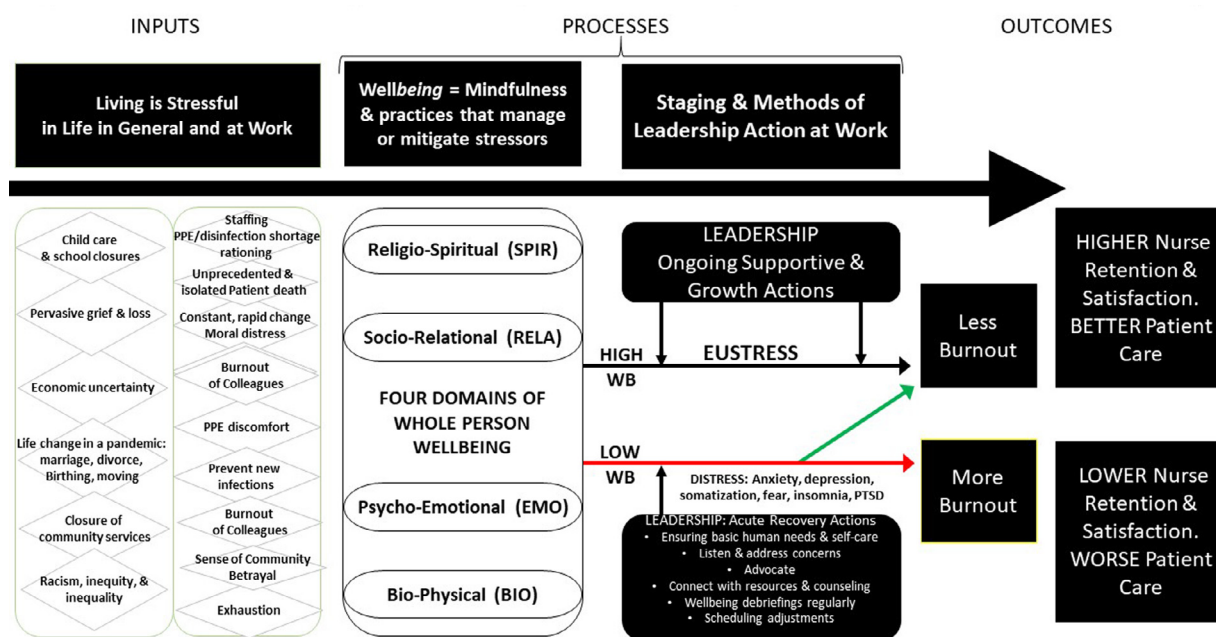 INPUTS
PROCESSES
OUTCOMES
Living is Stressful
in Life in General and at Work
Wellbeing = Mindfulness
& practices that manage
or mitigate stressors
Staging & Methods of
Leadership Action at Work
Child care
& school closures
Pervasive grief & loss
Economic uncertainty
Life change in a pandemic:
marriage, divorce,
Birthing, moving
Closure of
community services
Racism, inequity, &
inequality
Staffing
PPE/disinfection shortage
rationing
Unprecedented &
isolated Patient death
Constant, rapid change
Moral distress
Burnout
of Colleagues
PPE discomfort
Prevent new
infections
Burnout
of Colleagues
Sense of Community
Betrayal
Exhaustion
Religio-Spiritual (SPIR)
Socio-Relational (RELA)
FOUR DOMAINS OF
WHOLE PERSON
WELLBEING
Psycho-Emotional (EMO)
Bio-Physical (BIO)
LEADERSHIP
Ongoing Supportive &
Growth Actions
HIGH
WB
EUSTRESS
LOW
WB
DISTRESS: Anxiety, depression,
somatization, fear, insomnia, PTSD
LEADERSHIP: Acute Recovery Actions
• Ensuring basic human needs & self-care
• Listen & address concerns
• Advocate
• Connect with resources & counseling
• Wellbeing debriefings regularly
• Scheduling adjustments
Less
Burnout
More
Burnout
HIGHER Nurse
Retention &
Satisfaction.
BETTER Patient
Care
LOWER Nurse
Retention &
Satisfaction.
WORSE Patient
Care